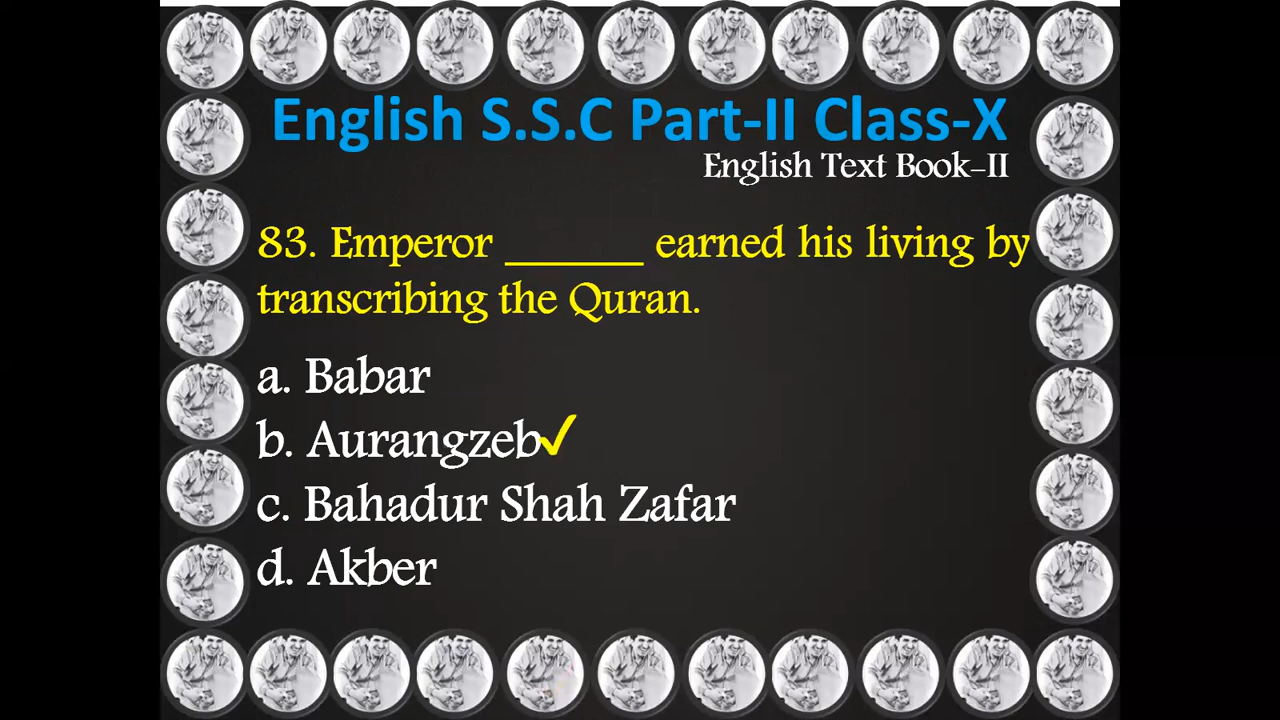 English S.S.C Part-II Class-X
English Text Book-II
83. Emperor ______ earned his living by
transcribing the Quran.
a. Babar
b. Aurangzeb✓
c. Bahadur Shah Zafar
d. Akber